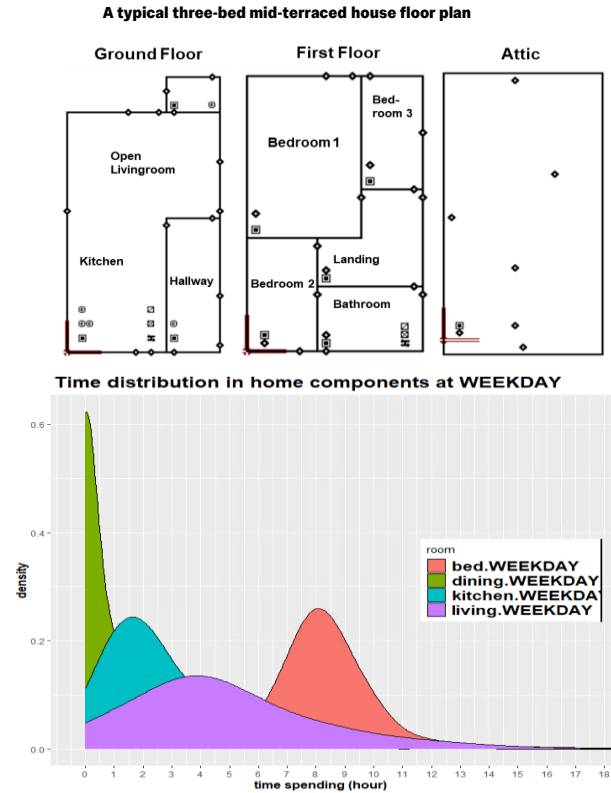 A typical three-bed mid-terraced house floor plan
Ground Floor
First Floor
Attic
Open
Livingroom
Kitchen
Hallway
Bedroom 1
Bed-
room 3
Bedroom 2
Landing
Bathroom
Time distribution in home components at WEEKDAY
density
0.6
0.4
0.2
0.0
room
bed.WEEKDAY
dining.WEEKDAY
kitchen.WEEKDAY
living.WEEKDAY
0 1 2 3 4 5 6 7 8 9 10 11 12 13 14 15 16 17 18
time spending (hour)